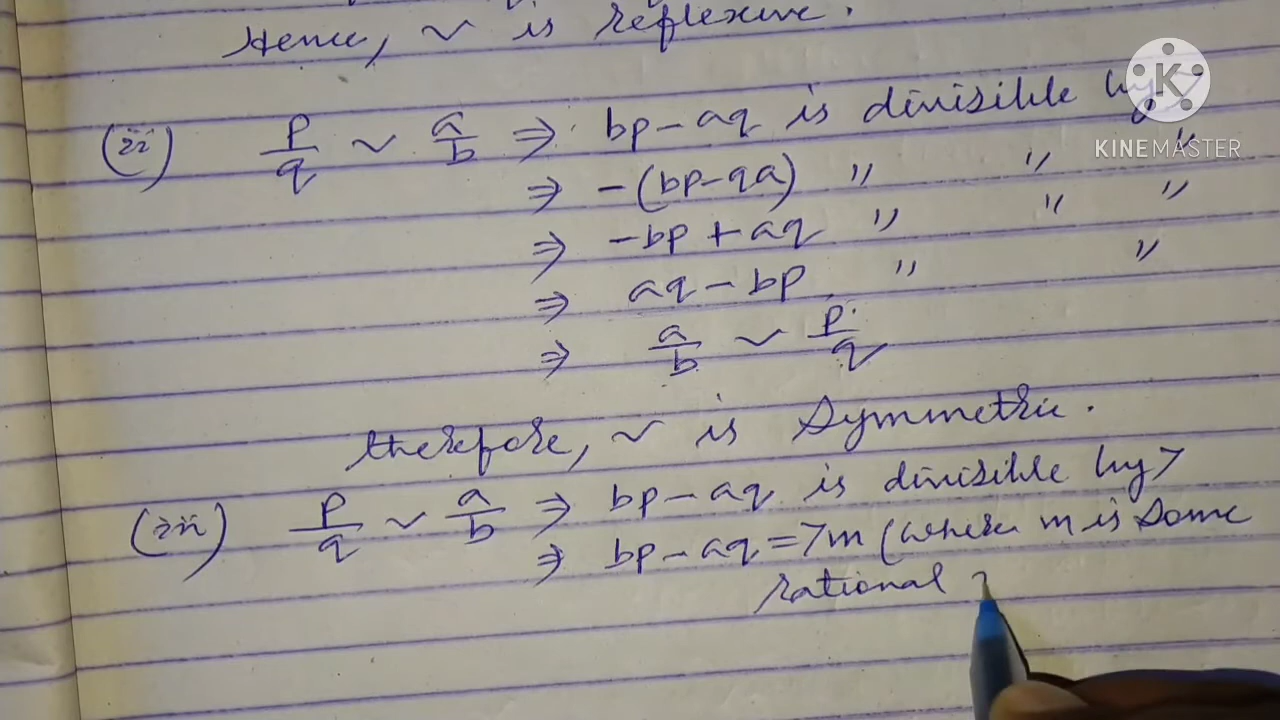 Hence, ~ is reflexive.
(ii) p/q ~ a/b ⇒ bp-aq is divisible by 7
⇒ -(bp-qa) " " "
⇒ -bp+aq " " "
⇒ aq-bp " "
⇒ a/b ~ p/q
therefore, ~ is Symmetric.
(iii) p/q ~ a/b ⇒ bp-aq is divisible by 7
⇒ bp-aq=7m (where m is some
rational
KINEMASTER